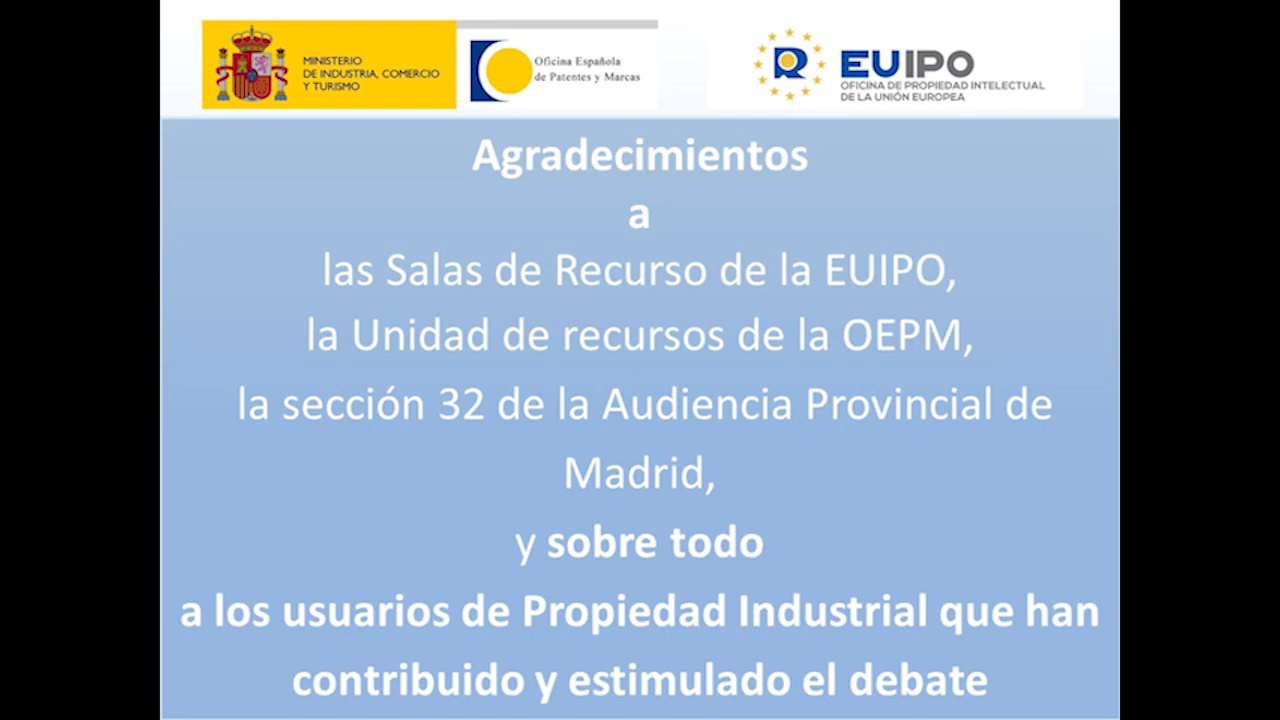 MINISTERIO
DE INDUSTRIA, COMERCIO
Y TURISMO
Oficina Española
de Patentes y Marcas
EUIPO
OFICINA DE PROPIEDAD INTELECTUAL
DE LA UNIÓN EUROPEA
Agradecimientos
a
las Salas de Recurso de la EUIPO,
la Unidad de recursos de la OEPM,
la sección 32 de la Audiencia Provincial de
Madrid,
y sobre todo
a los usuarios de Propiedad Industrial que han
contribuido y estimulado el debate